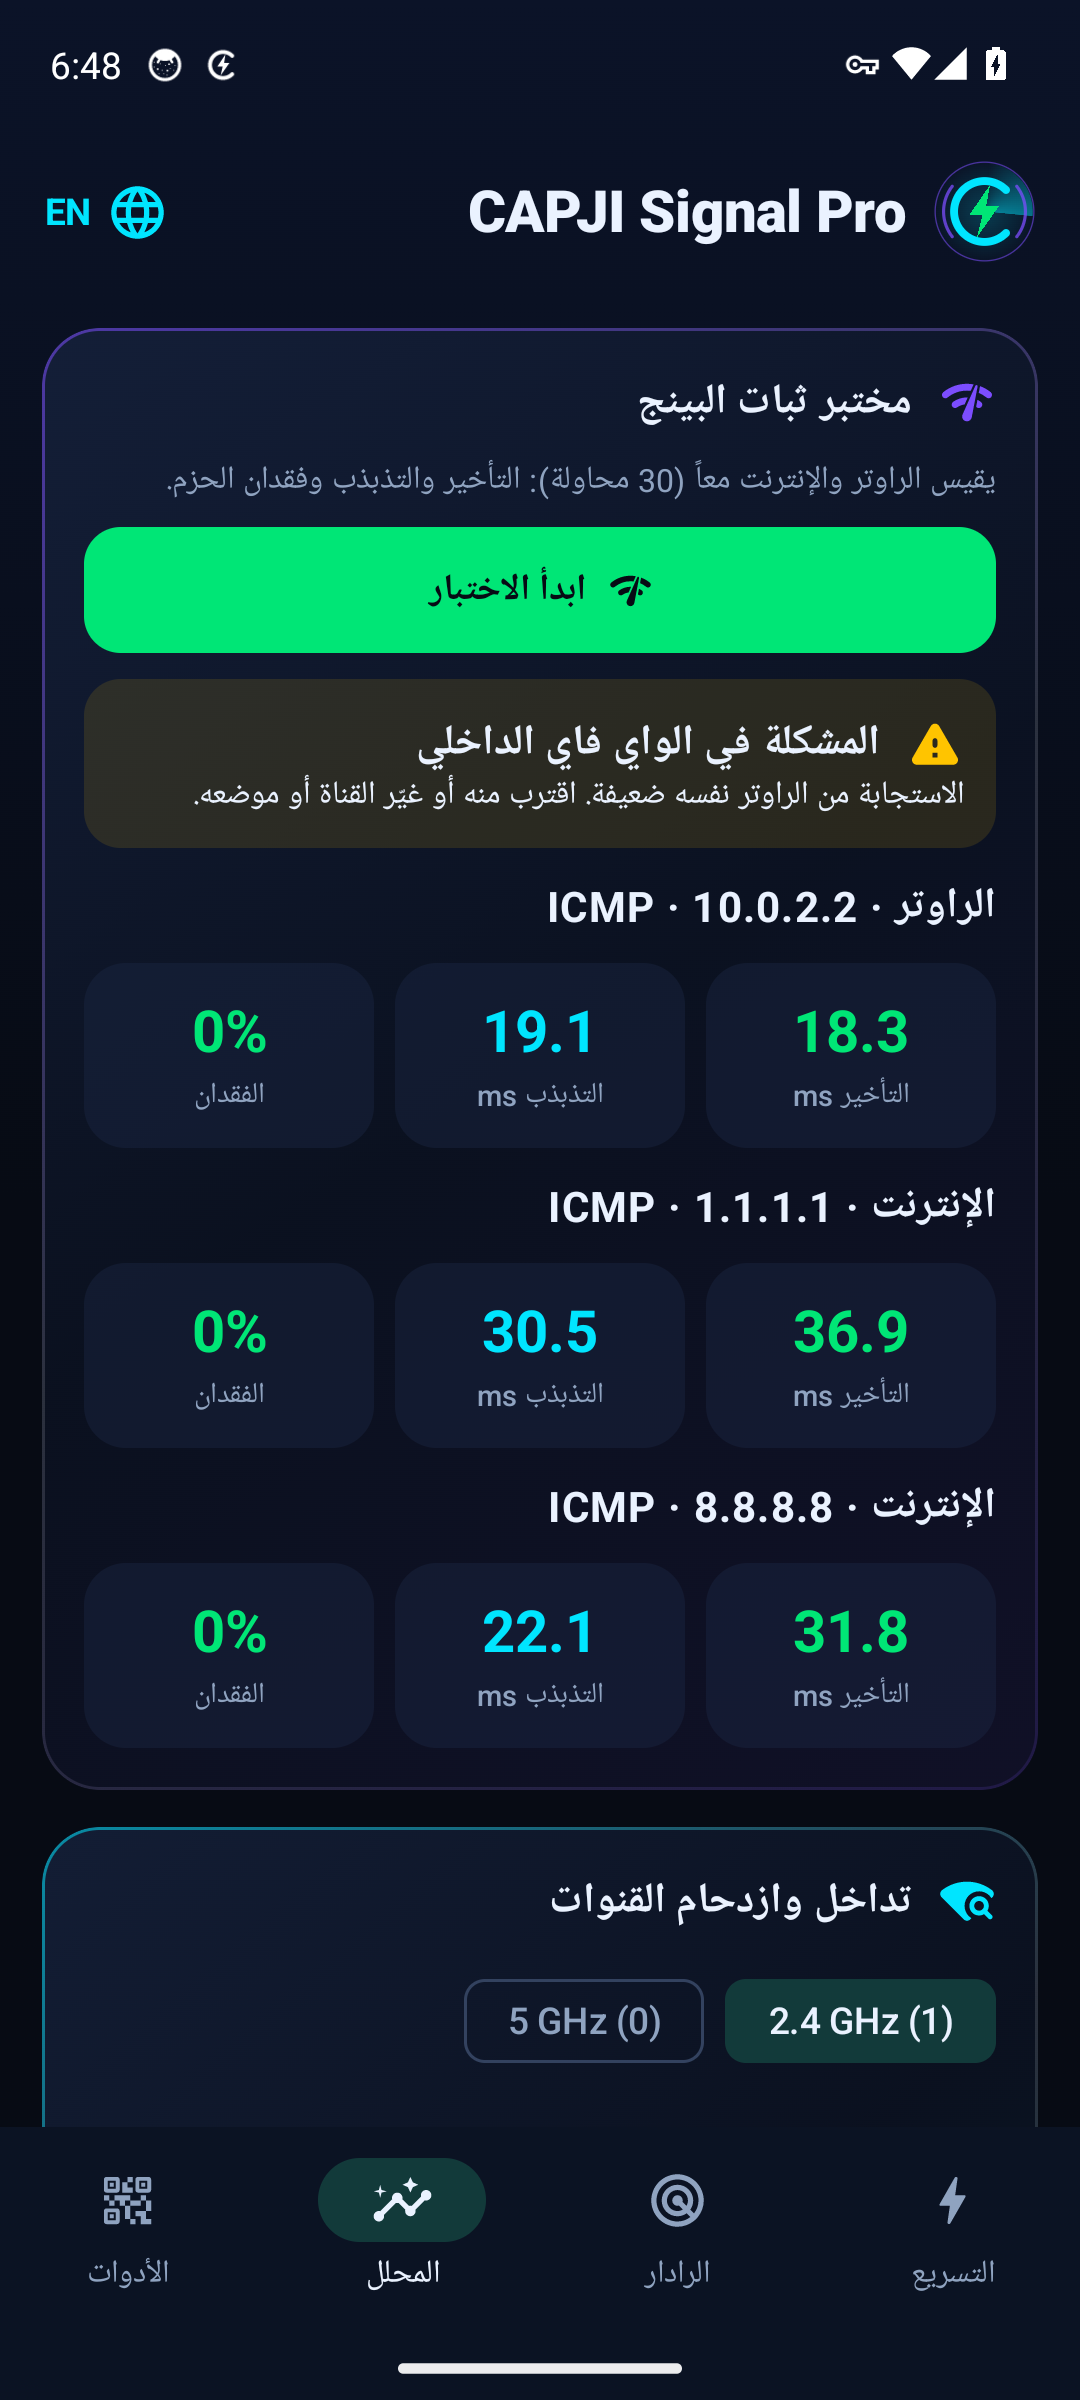 6:48
CAPJI Signal Pro
EN
مختبر ثبات البينج
يقيس الراوتر والإنترنت معاً (30 محاولة): التأخير والتذبذب وفقدان الحزم.
ابدأ الاختبار
المشكلة في الواي فاي الداخلي
الاستجابة من الراوتر نفسه ضعيفة. اقترب منه أو غيّر القناة أو موضعه.
الراوتر · 10.0.2.2 · ICMP
18.3 19.1 0%
التأخير ms التذبذب ms الفقدان
الإنترنت · 1.1.1.1 · ICMP
36.9 30.5 0%
التأخير ms التذبذب ms الفقدان
الإنترنت · 8.8.8.8 · ICMP
31.8 22.1 0%
التأخير ms التذبذب ms الفقدان
تداخل وازدحام القنوات
2.4 GHz (1) 5 GHz (0)
التسريع الرادار المحلل الأدوات